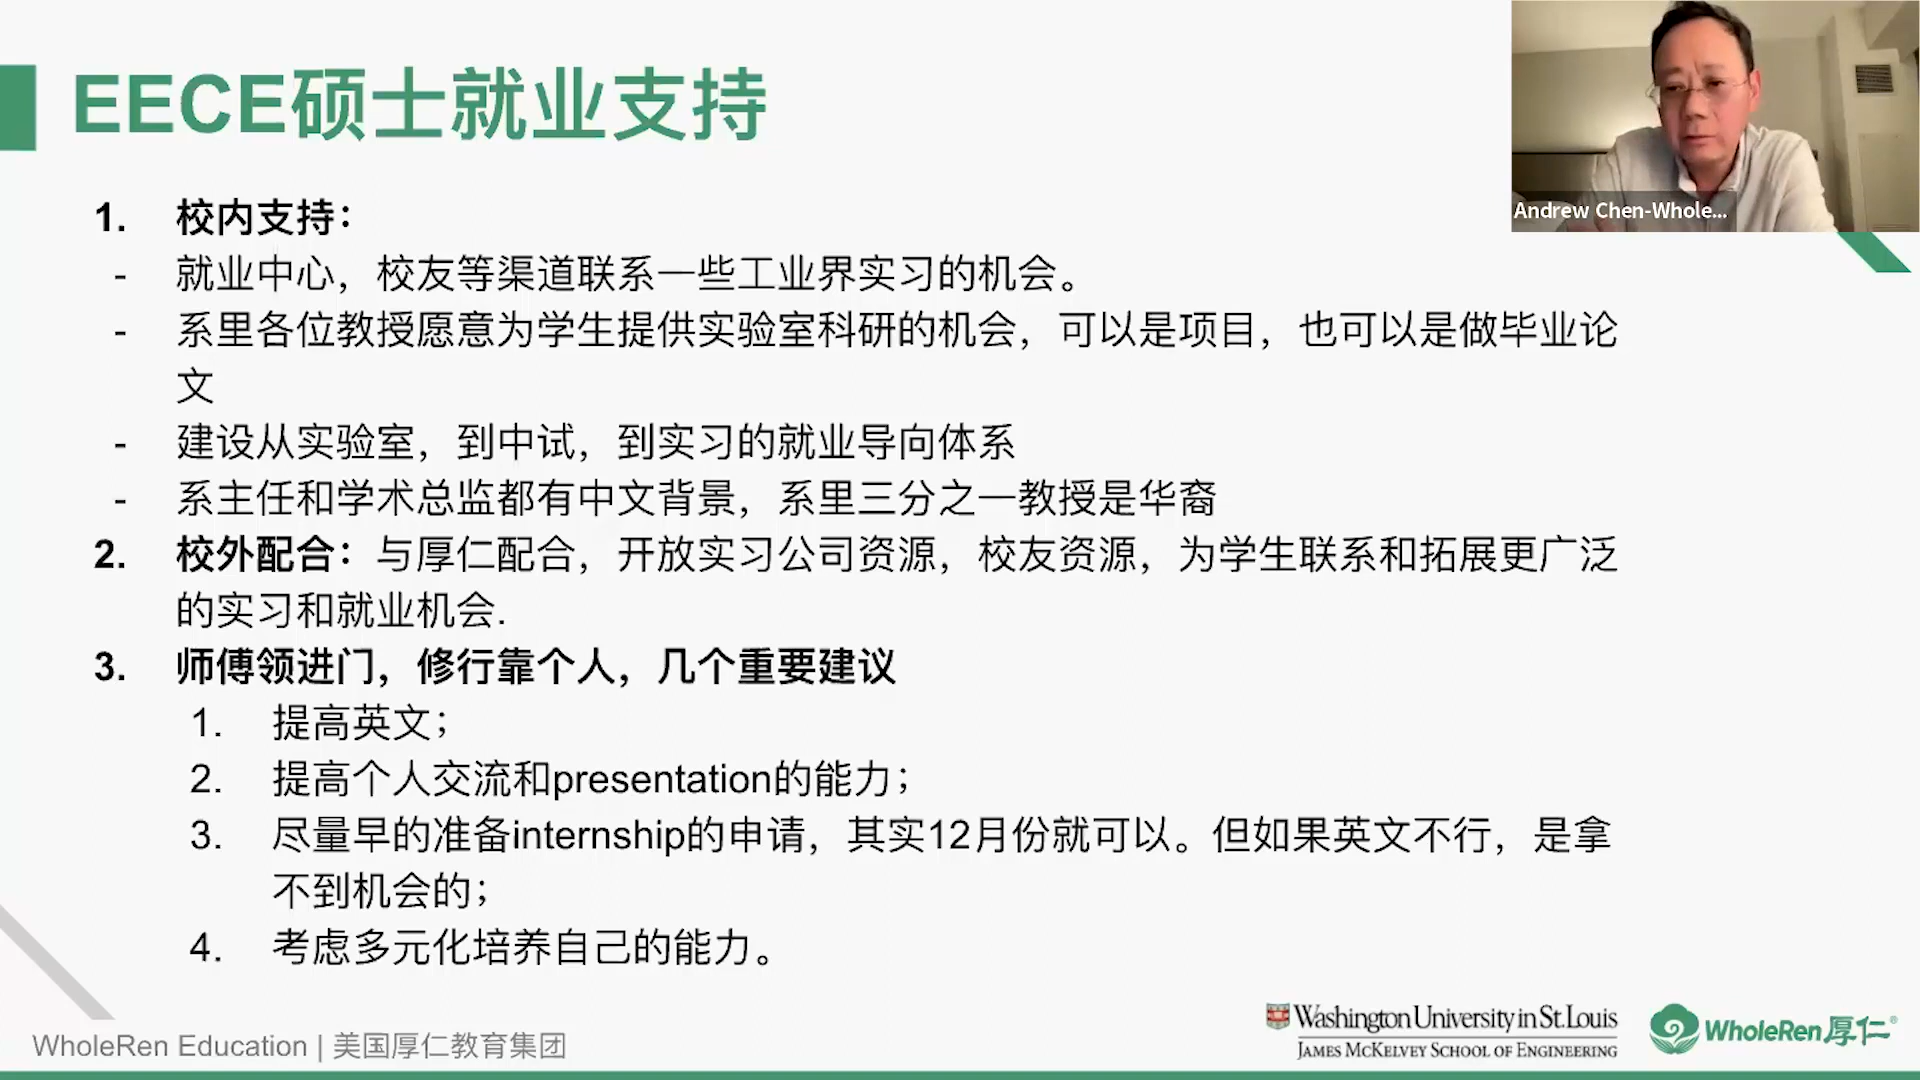 EECE硕士就业支持
Andrew Chen-Whole...
1. 校内支持：
- 就业中心，校友等渠道联系一些工业界实习的机会。
- 系里各位教授愿意为学生提供实验室科研的机会，可以是项目，也可以是做毕业论
文
- 建设从实验室，到中试，到实习的就业导向体系
- 系主任和学术总监都有中文背景，系里三分之一教授是华裔
2. 校外配合：与厚仁配合，开放实习公司资源，校友资源，为学生联系和拓展更广泛
的实习和就业机会.
3. 师傅领进门，修行靠个人，几个重要建议
1. 提高英文；
2. 提高个人交流和presentation的能力；
3. 尽量早的准备internship的申请，其实12月份就可以。但如果英文不行，是拿
不到机会的；
4. 考虑多元化培养自己的能力。
WholeRen Education | 美国厚仁教育集团
Washington University in St. Louis
JAMES MCKELVEY SCHOOL OF ENGINEERING
WholeRen厚仁®